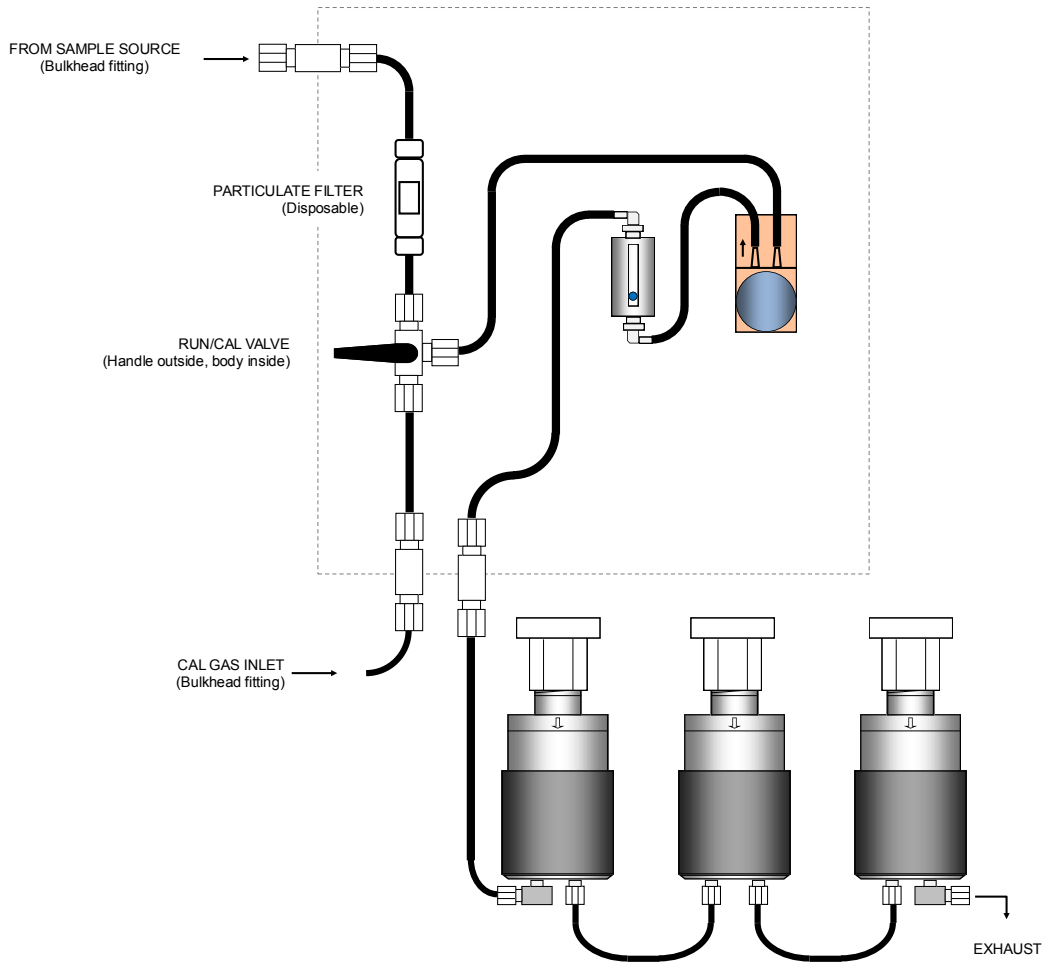 FROM SAMPLE SOURCE
(Bulkhead fitting)
PARTICULATE FILTER
(Disposable)
RUN/CAL VALVE
(Handle outside, body inside)
CAL GAS INLET
(Bulkhead fitting)
EXHAUST